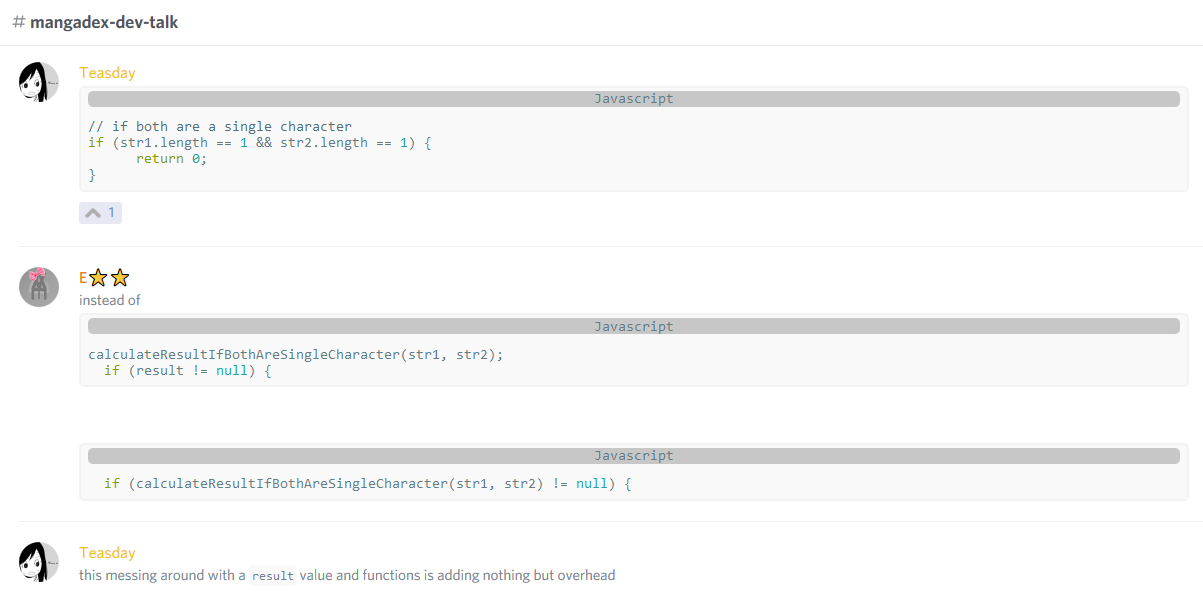 # mangadex-dev-talk
Teasday
Javascript
// if both are a single character
if (str1.length == 1 && str2.length == 1) {
      return 0;
}
1
E⭐⭐
instead of
Javascript
calculateResultIfBothAreSingleCharacter(str1, str2);
  if (result != null) {
Javascript
  if (calculateResultIfBothAreSingleCharacter(str1, str2) != null) {
Teasday
this messing around with a result value and functions is adding nothing but overhead